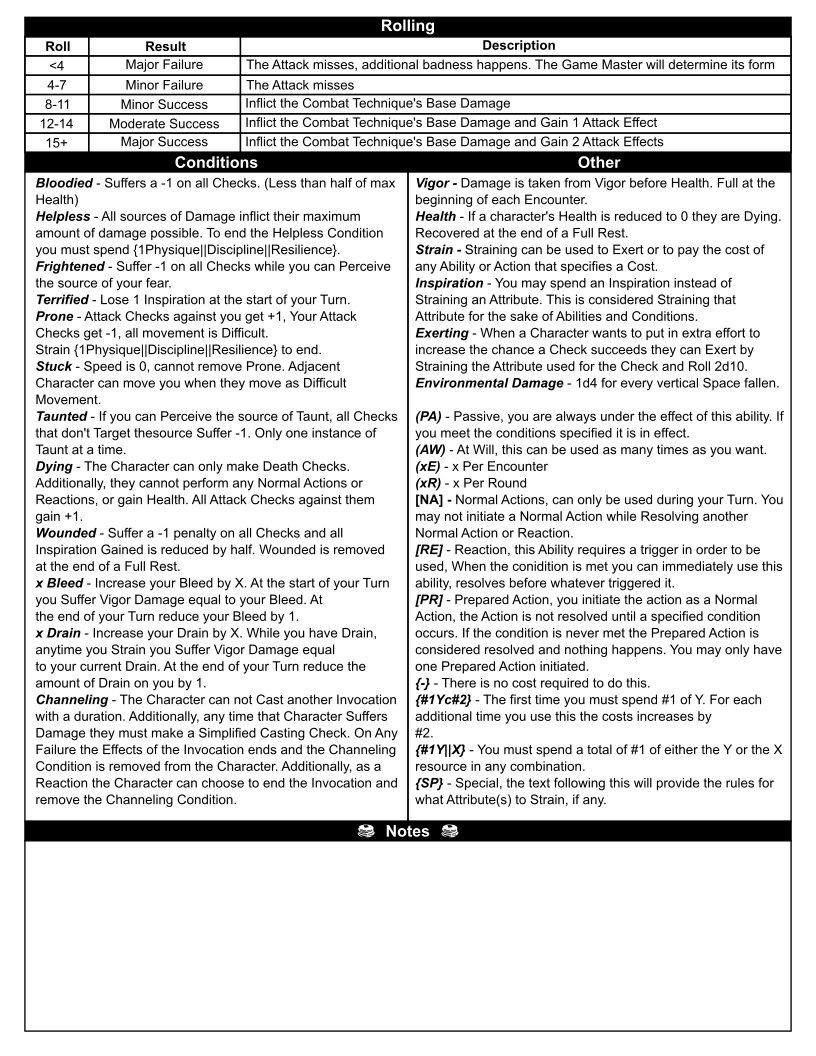 Rolling
Roll Result Description
<4 Major Failure The Attack misses, additional badness happens. The Game Master will determine its form
4-7 Minor Failure The Attack misses
8-11 Minor Success Inflict the Combat Technique's Base Damage
12-14 Moderate Success Inflict the Combat Technique's Base Damage and Gain 1 Attack Effect
15+ Major Success Inflict the Combat Technique's Base Damage and Gain 2 Attack Effects
Conditions
Bloodied - Suffers a -1 on all Checks. (Less than half of max
Health)
Helpless - All sources of Damage inflict their maximum
amount of damage possible. To end the Helpless Condition
you must spend {1Physique||Discipline||Resilience}.
Frightened - Suffer -1 on all Checks while you can Perceive
the source of your fear.
Terrified - Lose 1 Inspiration at the start of your Turn.
Prone - Attack Checks against you get +1, Your Attack
Checks get -1, all movement is Difficult.
Strain {1Physique||Discipline||Resilience} to end.
Stuck - Speed is 0, cannot remove Prone. Adjacent
Character can move you when they move as Difficult
Movement.
Taunted - If you can Perceive the source of Taunt, all Checks
that don't Target thesource Suffer -1. Only one instance of
Taunt at a time.
Dying - The Character can only make Death Checks.
Additionally, they cannot perform any Normal Actions or
Reactions, or gain Health. All Attack Checks against them
gain +1.
Wounded - Suffer a -1 penalty on all Checks and all
Inspiration Gained is reduced by half. Wounded is removed
at the end of a Full Rest.
x Bleed - Increase your Bleed by X. At the start of your Turn
you Suffer Vigor Damage equal to your Bleed. At
the end of your Turn reduce your Bleed by 1.
x Drain - Increase your Drain by X. While you have Drain,
anytime you Strain you Suffer Vigor Damage equal
to your current Drain. At the end of your Turn reduce the
amount of Drain on you by 1.
Channeling - The Character can not Cast another Invocation
with a duration. Additionally, any time that Character Suffers
Damage they must make a Simplified Casting Check. On Any
Failure the Effects of the Invocation ends and the Channeling
Condition is removed from the Character. Additionally, as a
Reaction the Character can choose to end the Invocation and
remove the Channeling Condition.
Other
Vigor - Damage is taken from Vigor before Health. Full at the
beginning of each Encounter.
Health - If a character's Health is reduced to 0 they are Dying.
Recovered at the end of a Full Rest.
Strain - Straining can be used to Exert or to pay the cost of
any Ability or Action that specifies a Cost.
Inspiration - You may spend an Inspiration instead of
Straining an Attribute. This is considered Straining that
Attribute for the sake of Abilities and Conditions.
Exerting - When a Character wants to put in extra effort to
increase the chance a Check succeeds they can Exert by
Straining the Attribute used for the Check and Roll 2d10.
Environmental Damage - 1d4 for every vertical Space fallen.
(PA) - Passive, you are always under the effect of this ability. If
you meet the conditions specified it is in effect.
(AW) - At Will, this can be used as many times as you want.
(xE) - x Per Encounter
(xR) - x Per Round
[NA] - Normal Actions, can only be used during your Turn. You
may not initiate a Normal Action while Resolving another
Normal Action or Reaction.
[RE] - Reaction, this Ability requires a trigger in order to be
used, When the conidition is met you can immediately use this
ability, resolves before whatever triggered it.
[PR] - Prepared Action, you initiate the action as a Normal
Action, the Action is not resolved until a specified condition
occurs. If the condition is never met the Prepared Action is
considered resolved and nothing happens. You may only have
one Prepared Action initiated.
{-} - There is no cost required to do this.
{#1Yc#2} - The first time you must spend #1 of Y. For each
additional time you use this the costs increases by
#2.
{#1Y||X} - You must spend a total of #1 of either the Y or the X
resource in any combination.
{SP} - Special, the text following this will provide the rules for
what Attribute(s) to Strain, if any.
Notes